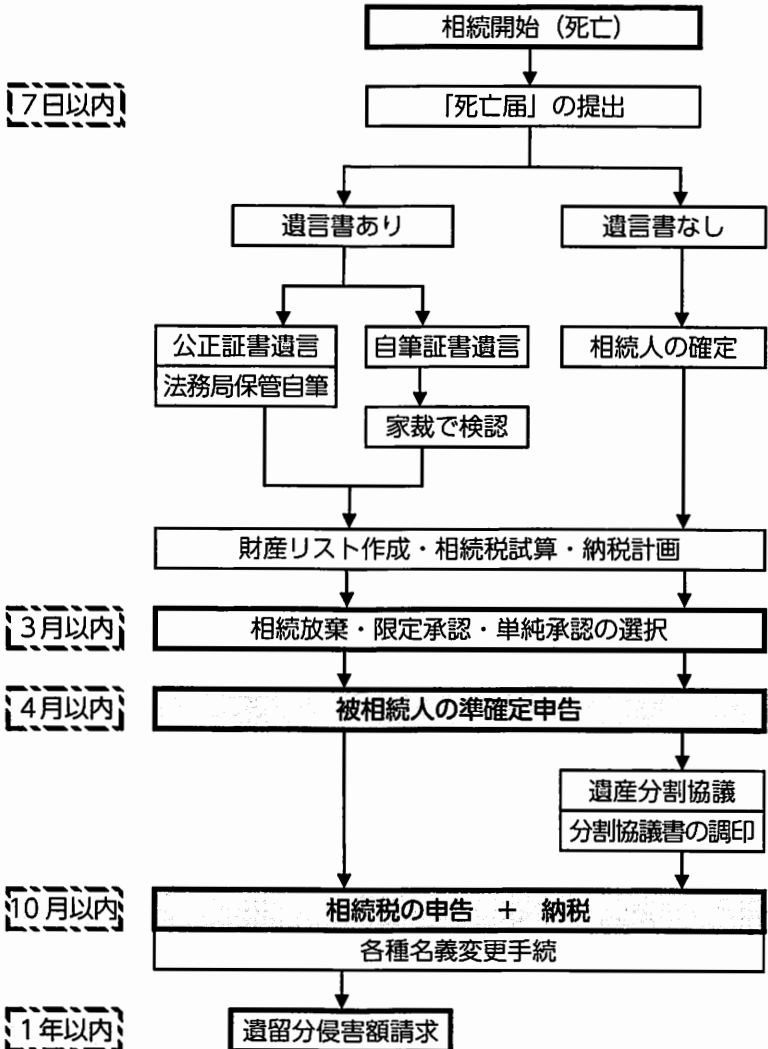 相続開始（死亡）
7日以内
「死亡届」の提出
遺言書あり
遺言書なし
公正証書遺言
自筆証書遺言
相続人の確定
法務局保管自筆
家裁で検認
財産リスト作成・相続税試算・納税計画
3月以内
相続放棄・限定承認・単純承認の選択
4月以内
被相続人の準確定申告
遺産分割協議
分割協議書の調印
10月以内
相続税の申告 ＋ 納税
各種名義変更手続
1年以内
遺留分侵害額請求